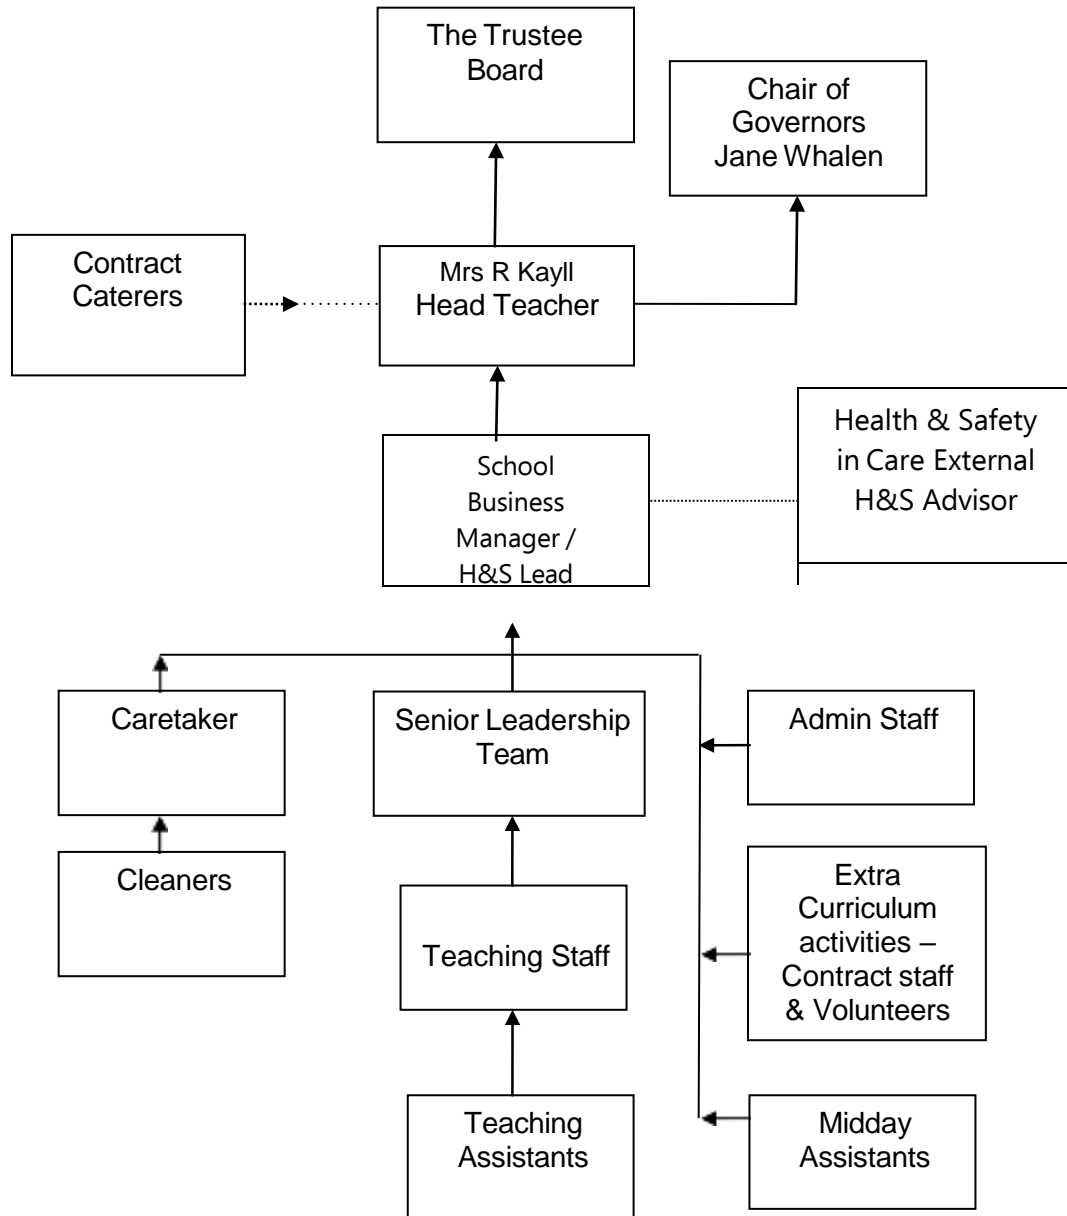 The Trustee
Board
Chair of
Governors
Jane Whalen
Contract
Caterers
Mrs R Kayll
Head Teacher
School
Business
Manager /
H&S Lead
Health & Safety
in Care External
H&S Advisor
Caretaker
Senior Leadership
Team
Admin Staff
Cleaners
Extra
Curriculum
activities –
Contract staff
& Volunteers
Teaching Staff
Teaching
Assistants
Midday
Assistants